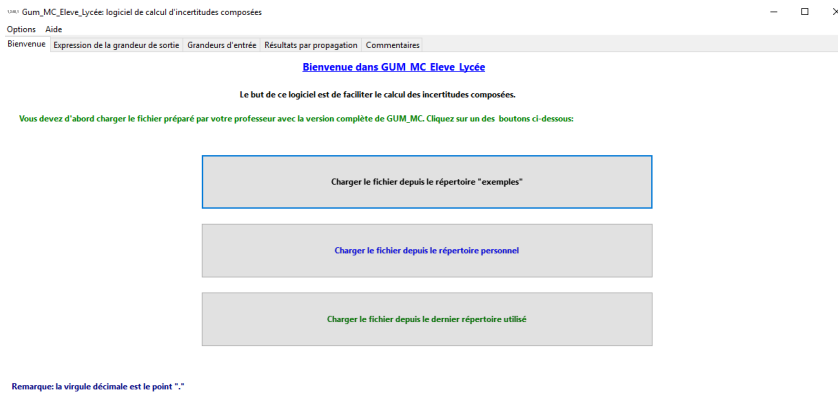 Gum_MC_Eleve_Lycée: logiciel de calcul d'incertitudes composées
Options Aide
Bienvenue Expression de la grandeur de sortie Grandeurs d'entrée Résultats par propagation Commentaires
Bienvenue dans GUM_MC_Eleve_Lycée
Le but de ce logiciel est de faciliter le calcul des incertitudes composées.
Vous devez d'abord charger le fichier préparé par votre professeur avec la version complète de GUM_MC. Cliquez sur un des boutons ci-dessous:
Charger le fichier depuis le répertoire "exemples"
Charger le fichier depuis le répertoire personnel
Charger le fichier depuis le dernier répertoire utilisé
Remarque: la virgule décimale est le point "."